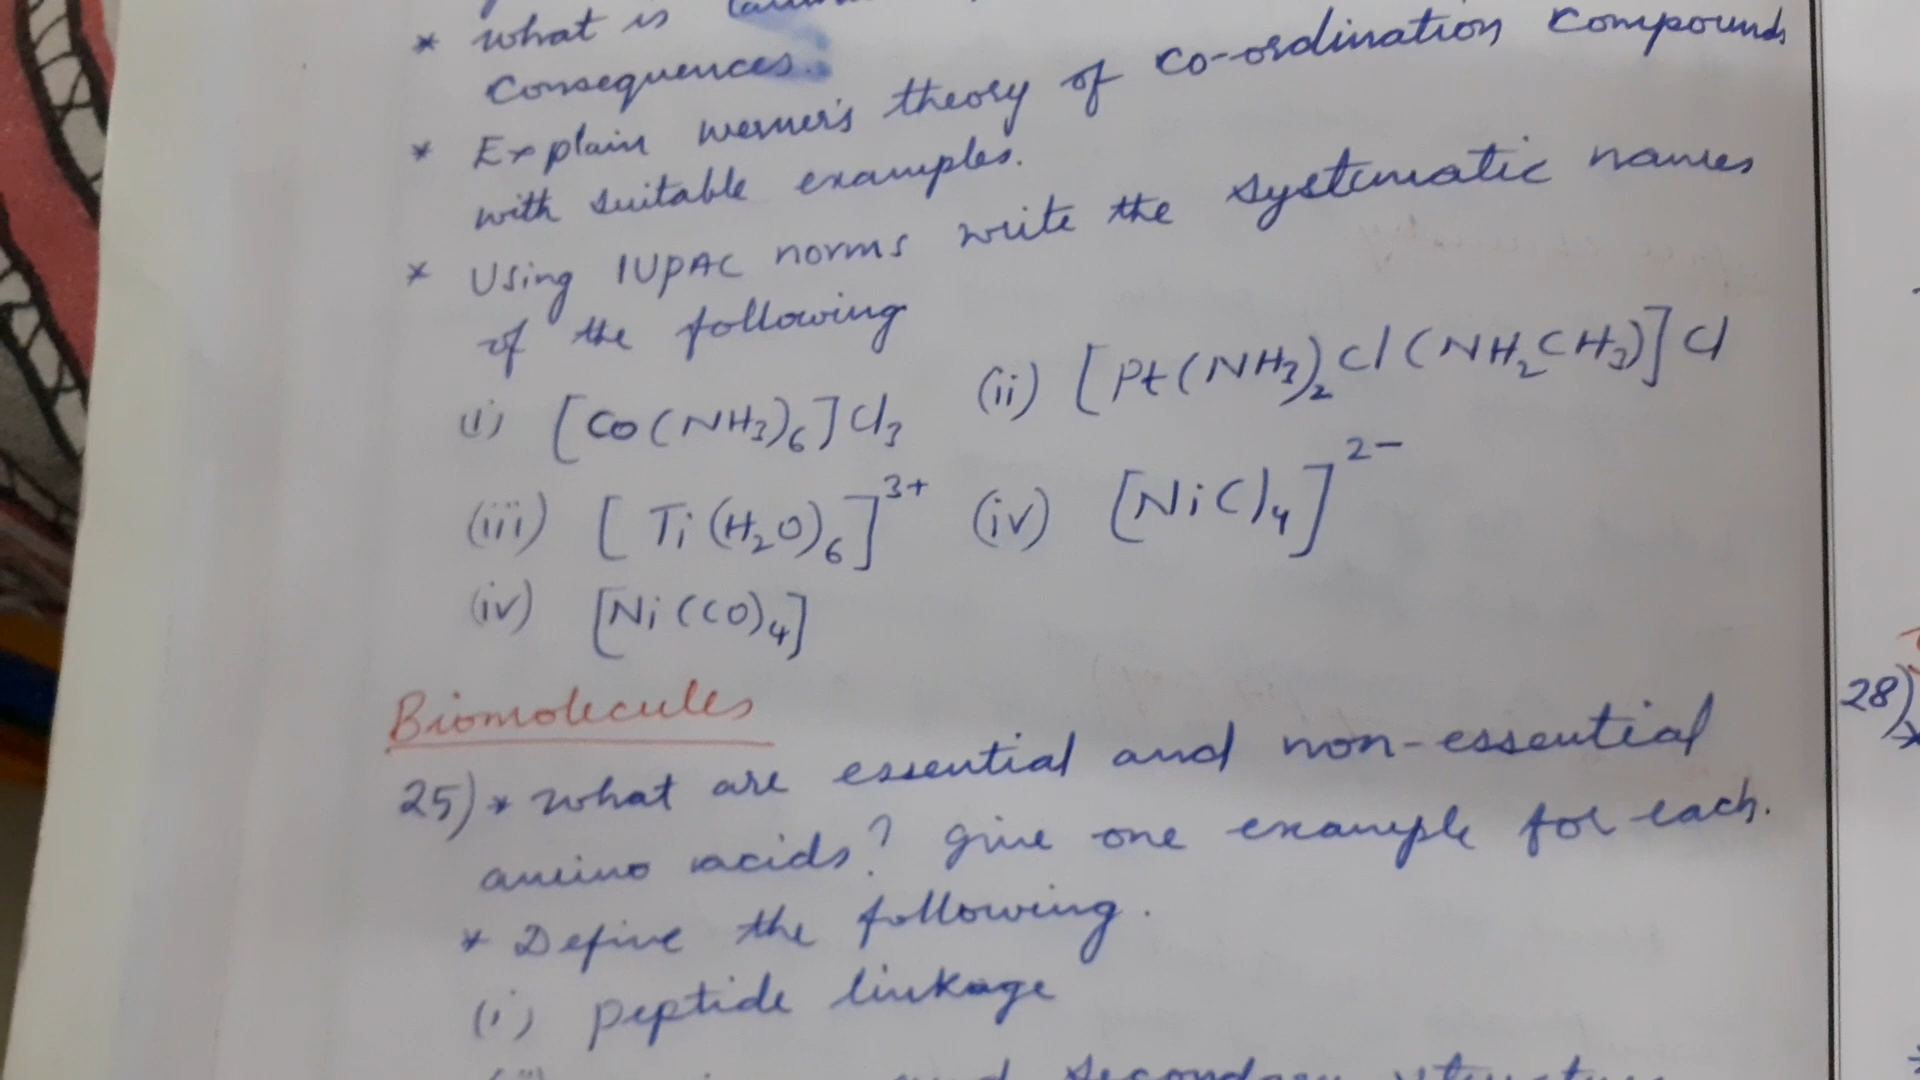 * What is
Consequences.
* Explain werner's theory of co-ordination compounds
with suitable examples.
* Using IUPAC norms write the systematic names
of the following
(i) [Co(NH₃)₆]Cl₃ (ii) [Pt(NH₃)₂Cl(NH₂CH₃)]Cl
(iii) [Ti(H₂O)₆]³⁺ (iv) [NiCl₄]²⁻
(iv) [Ni(CO)₄]
Biomolecules
25) * What are essential and non-essential
amino acids? give one example for each.
* Define the following.
(i) peptide linkage
and secondary structure
28)